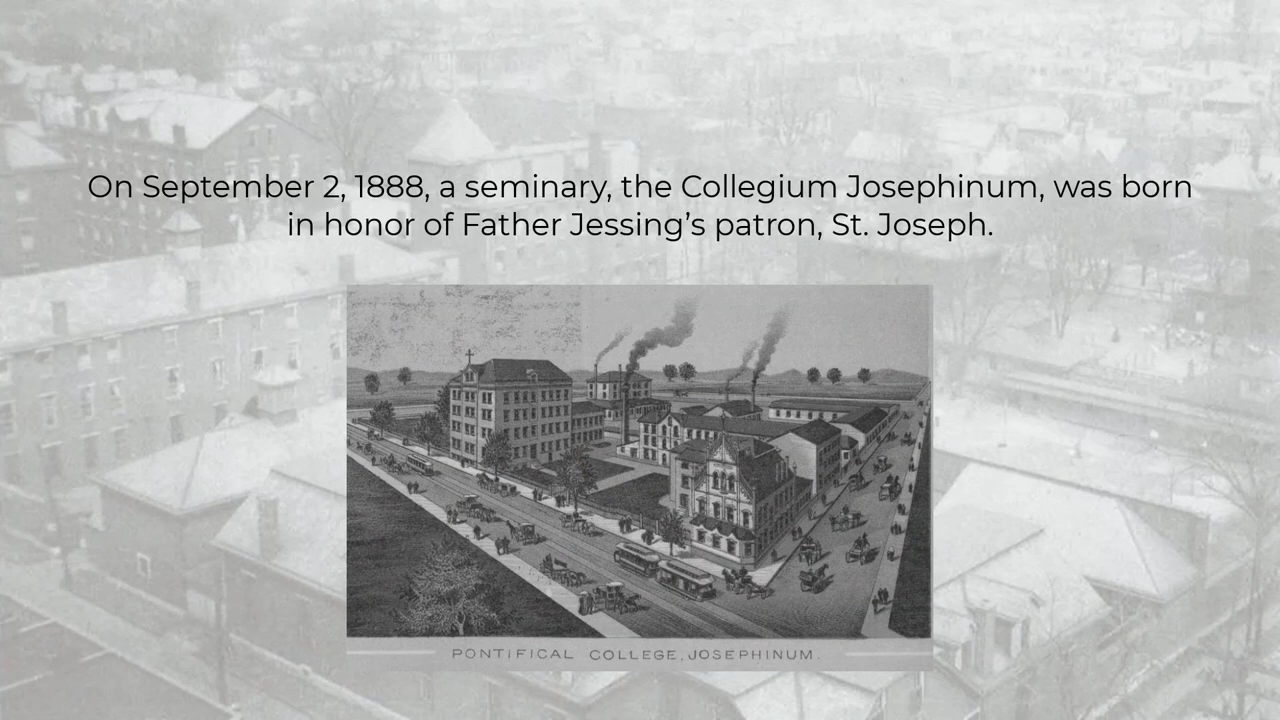 On September 2, 1888, a seminary, the Collegium Josephinum, was born
in honor of Father Jessing’s patron, St. Joseph.
PONTIFICAL COLLEGE, JOSEPHINUM.